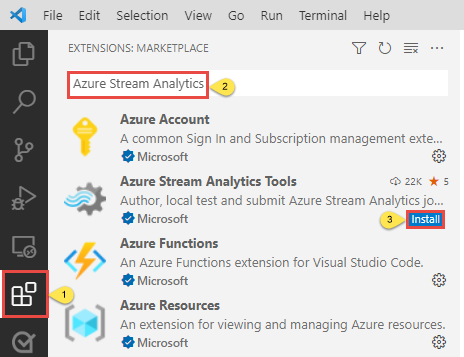 File Edit Selection View Go Run Terminal Help
EXTENSIONS: MARKETPLACE
Azure Stream Analytics
2
Azure Account
A common Sign In and Subscription management exte...
Microsoft
Azure Stream Analytics Tools 22K 5
Author, local test and submit Azure Stream Analytics jo...
Microsoft 3 Install
Azure Functions
An Azure Functions extension for Visual Studio Code.
Microsoft
1
Azure Resources
An extension for viewing and managing Azure resources.
Microsoft